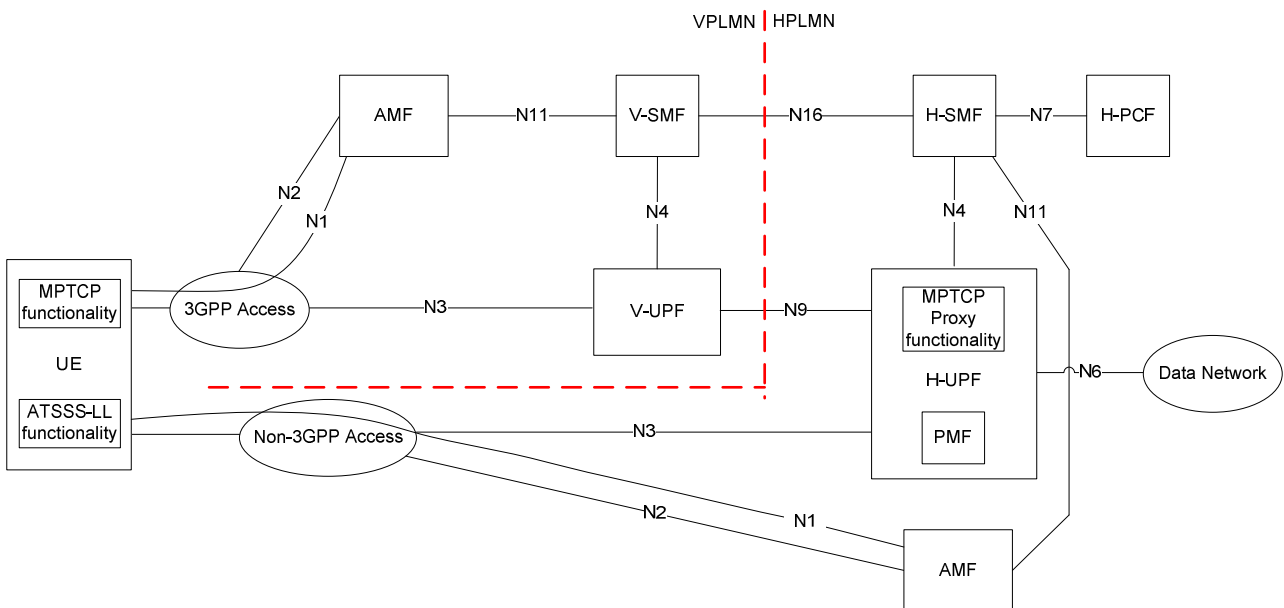 VPLMN HPLMN
AMF
N11
V-SMF
N16
H-SMF
N7
H-PCF
N2
N1
N4
N4
N11
MPTCP
functionality
UE
ATSSS-LL
functionality
3GPP Access
N3
V-UPF
N9
MPTCP
Proxy
functionality
H-UPF
PMF
N6
Data Network
Non-3GPP Access
N3
N2
N1
AMF